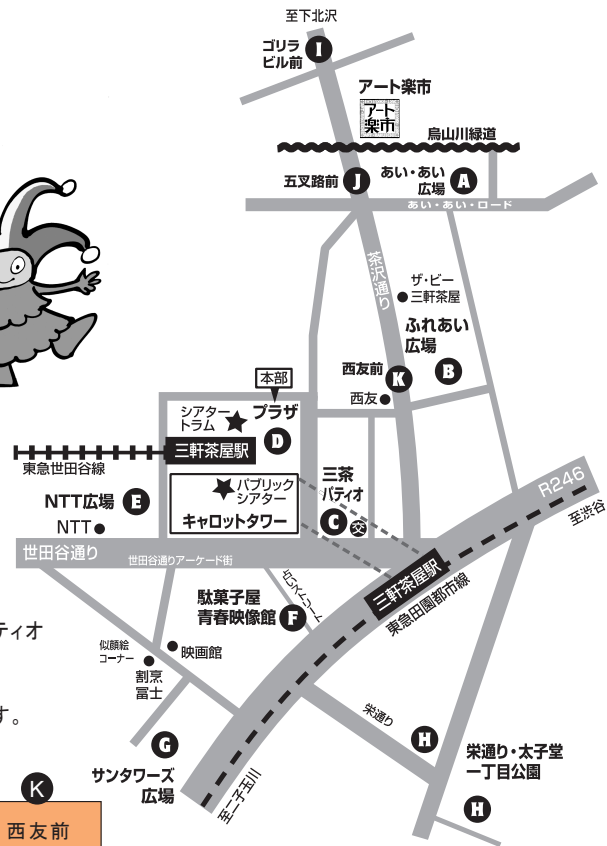 至下北沢
ゴリラ
ビル前
I
アート楽市
アート
楽市
烏山川緑道
五叉路前
J
あい・あい
広場
A
あい・あい・ロード
茶沢通り
ザ・ビー
三軒茶屋
ふれあい
広場
B
西友前
K
西友
本部
シアター
トラム
プラザ
D
三軒茶屋駅
東急世田谷線
パブリック
シアター
キャロットタワー
三茶
パティオ
C
交
NTT広場
E
NTT
R246
至渋谷
世田谷通り
世田谷通りアーケード街
三軒茶屋駅
東急田園都市線
占いストリート
駄菓子屋
青春映像館
F
ティオ
似顔絵
コーナー
映画館
割烹
冨士
す。
栄通り
H
栄通り・太子堂
一丁目公園
H
G
サンタワーズ
広場
至二子玉川
K
西友前